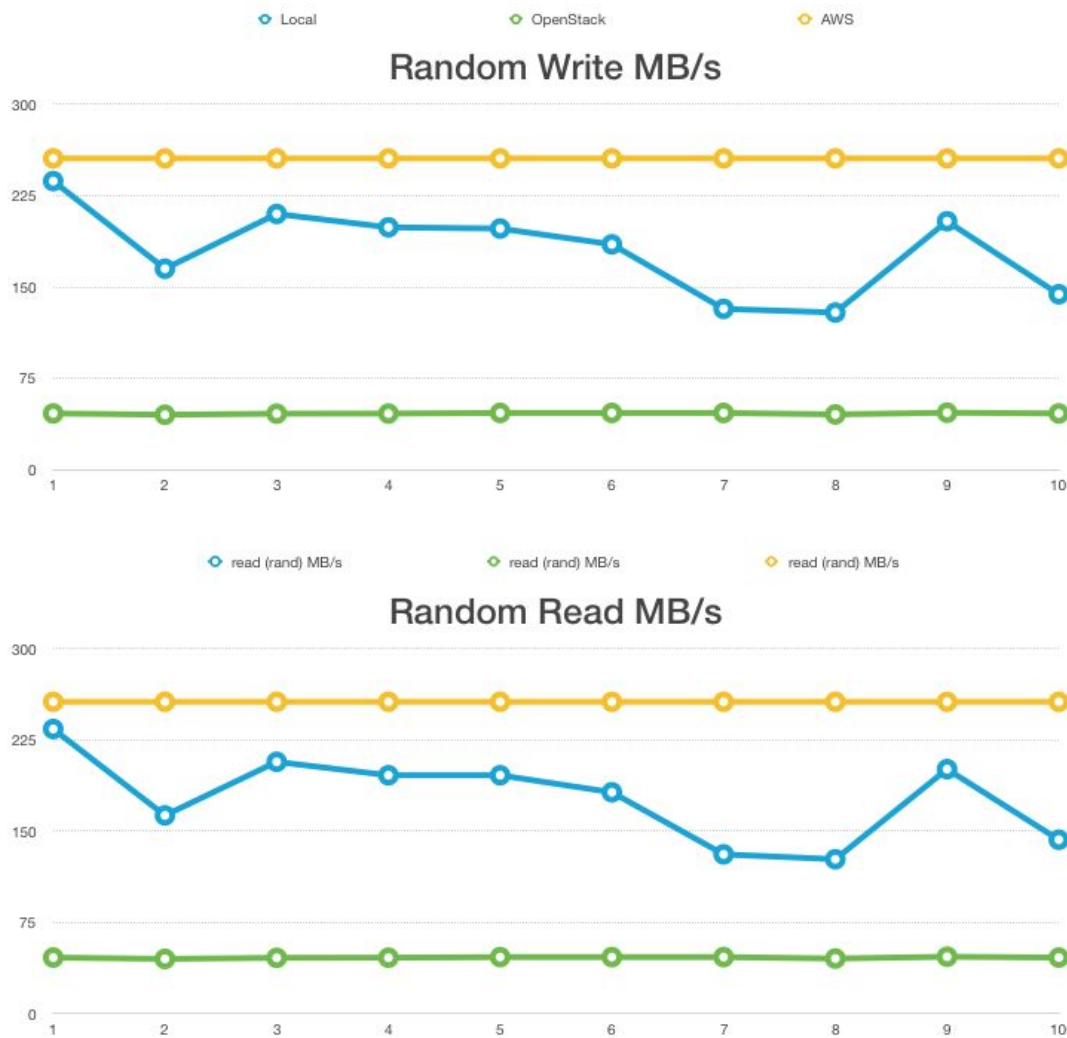 Local OpenStack AWS
Random Write MB/s
300
225
150
75
0
1 2 3 4 5 6 7 8 9 10
read (rand) MB/s read (rand) MB/s read (rand) MB/s
Random Read MB/s
300
225
150
75
0
1 2 3 4 5 6 7 8 9 10